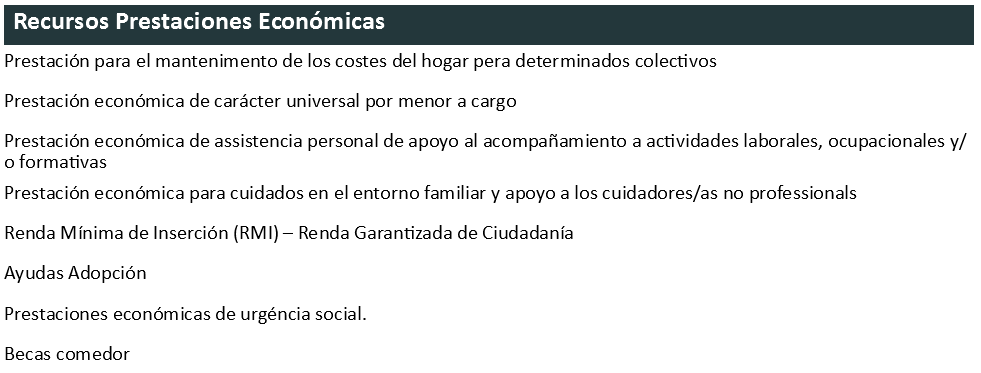 Recursos Prestaciones Económicas
Prestación para el mantenimento de los costes del hogar pera determinados colectivos
Prestación económica de carácter universal por menor a cargo
Prestación económica de assistencia personal de apoyo al acompañamiento a actividades laborales, ocupacionales y/
o formativas
Prestación económica para cuidados en el entorno familiar y apoyo a los cuidadores/as no professionals
Renda Mínima de Inserción (RMI) – Renda Garantizada de Ciudadanía
Ayudas Adopción
Prestaciones económicas de urgéncia social.
Becas comedor